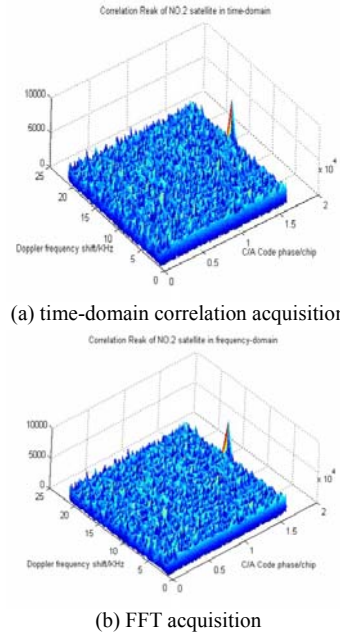 Correlation Reak of NO.2 satellite in time-domain
10000
5000
0
25
20
15
10
5
0
0
0.5
1
1.5
2
x 10^4
Doppler frequency shift/KHz
C/A Code phase/chip
(a) time-domain correlation acquisition
Correlation Reak of NO.2 satellite in frequency-domain
10000
5000
0
25
20
15
10
5
0
0
0.5
1
1.5
2
x 10^4
Doppler frequency shift/KHz
C/A Code phase/chip
(b) FFT acquisition